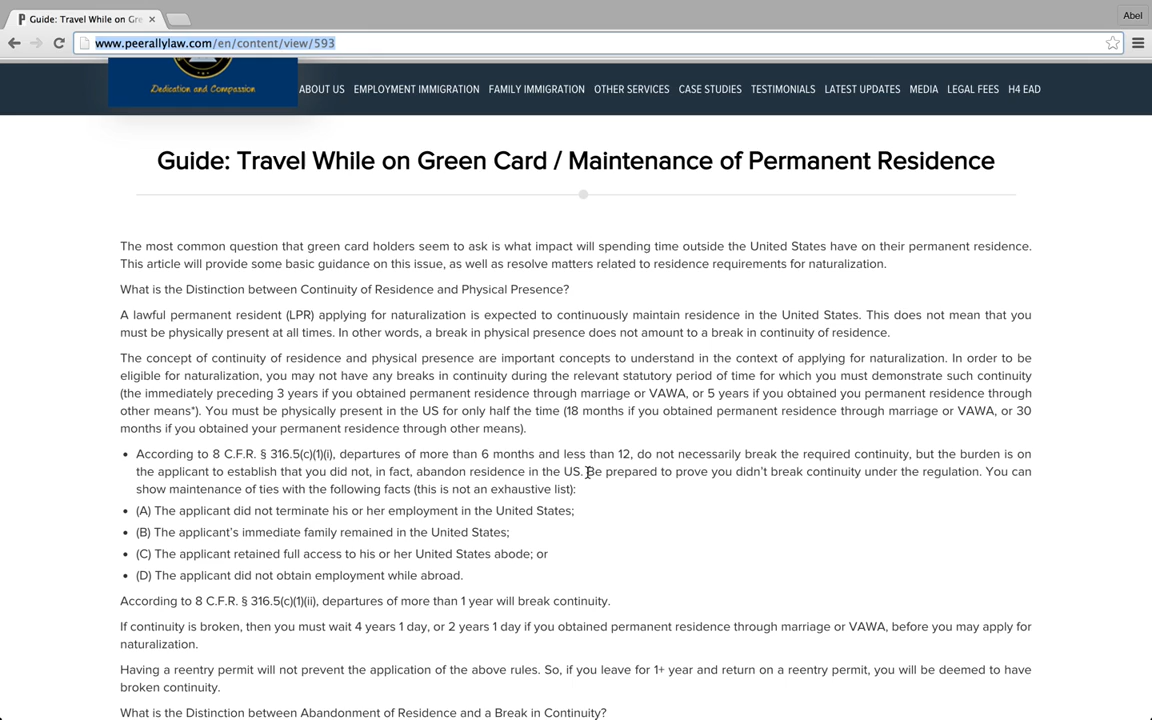 Guide: Travel While on Gre
Abel
www.peerallylaw.com/en/content/view/593
Dedication and Compassion
ABOUT US EMPLOYMENT IMMIGRATION FAMILY IMMIGRATION OTHER SERVICES CASE STUDIES TESTIMONIALS LATEST UPDATES MEDIA LEGAL FEES H4 EAD
Guide: Travel While on Green Card / Maintenance of Permanent Residence
The most common question that green card holders seem to ask is what impact will spending time outside the United States have on their permanent residence.
This article will provide some basic guidance on this issue, as well as resolve matters related to residence requirements for naturalization.
What is the Distinction between Continuity of Residence and Physical Presence?
A lawful permanent resident (LPR) applying for naturalization is expected to continuously maintain residence in the United States. This does not mean that you
must be physically present at all times. In other words, a break in physical presence does not amount to a break in continuity of residence.
The concept of continuity of residence and physical presence are important concepts to understand in the context of applying for naturalization. In order to be
eligible for naturalization, you may not have any breaks in continuity during the relevant statutory period of time for which you must demonstrate such continuity
(the immediately preceding 3 years if you obtained permanent residence through marriage or VAWA, or 5 years if you obtained you permanent residence through
other means*). You must be physically present in the US for only half the time (18 months if you obtained permanent residence through marriage or VAWA, or 30
months if you obtained your permanent residence through other means).
• According to 8 C.F.R. § 316.5(c)(1)(i), departures of more than 6 months and less than 12, do not necessarily break the required continuity, but the burden is on
the applicant to establish that you did not, in fact, abandon residence in the US. Be prepared to prove you didn't break continuity under the regulation. You can
show maintenance of ties with the following facts (this is not an exhaustive list):
• (A) The applicant did not terminate his or her employment in the United States;
• (B) The applicant's immediate family remained in the United States;
• (C) The applicant retained full access to his or her United States abode; or
• (D) The applicant did not obtain employment while abroad.
According to 8 C.F.R. § 316.5(c)(1)(ii), departures of more than 1 year will break continuity.
If continuity is broken, then you must wait 4 years 1 day, or 2 years 1 day if you obtained permanent residence through marriage or VAWA, before you may apply for
naturalization.
Having a reentry permit will not prevent the application of the above rules. So, if you leave for 1+ year and return on a reentry permit, you will be deemed to have
broken continuity.
What is the Distinction between Abandonment of Residence and a Break in Continuity?